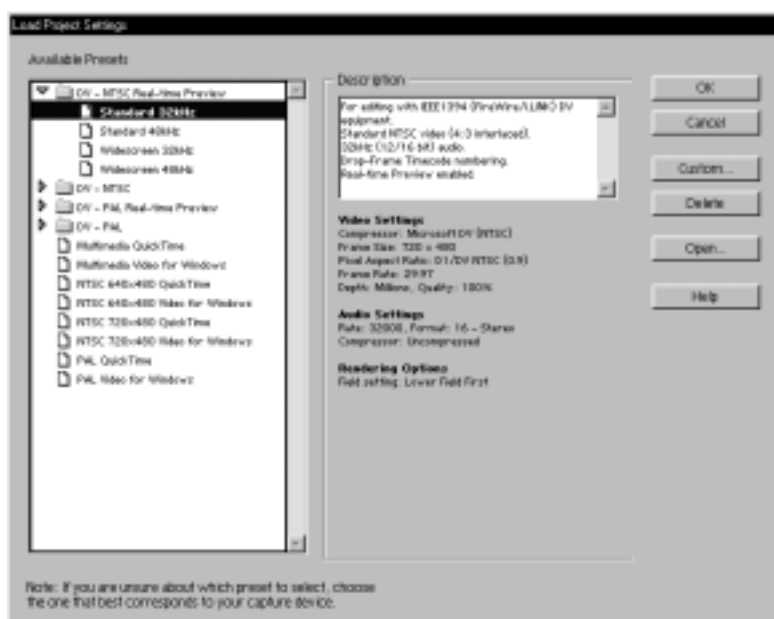 Load Project Settings
Available Presets
DV - NTSC Real-time Preview
Standard 32kHz
Standard 48kHz
Widescreen 32kHz
Widescreen 48kHz
DV - NTSC
DV - PAL Real-time Preview
DV - PAL
Multimedia QuickTime
Multimedia Video for Windows
NTSC 640x480 QuickTime
NTSC 640x480 Video for Windows
NTSC 720x480 QuickTime
NTSC 720x480 Video for Windows
PAL QuickTime
PAL Video for Windows
Description
For editing with IEEE1394 (FireWire/i.LINK) DV
equipment.
Standard NTSC video (4:3 interlaced).
32kHz (12/16 bit) audio.
Drop-Frame Timecode numbering.
Real-time Preview enabled.
Video Settings
Compressor: Microsoft DV (NTSC)
Frame Size: 720 x 480
Pixel Aspect Ratio: D1/DV NTSC (0.9)
Frame Rate: 29.97
Depth: Millions, Quality: 100%
Audio Settings
Rate: 32000, Format: 16 - Stereo
Compressor: Uncompressed
Rendering Options
Field setting: Lower Field First
OK
Cancel
Custom...
Delete
Open...
Help
Note: If you are unsure about which preset to select, choose
the one that best corresponds to your capture device.